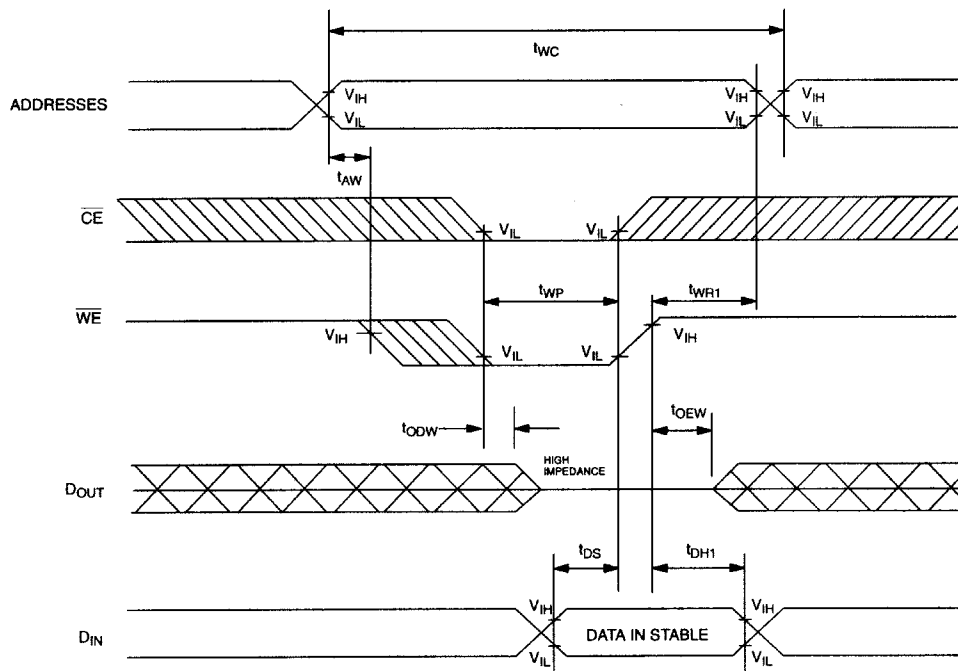 tWC
ADDRESSES
VIH
VIL
VIH
VIL
VIH
VIL
tAW
CE
VIL
VIL
tWP
tWR1
WE
VIH
VIL
VIL
VIH
tODW
tOEW
HIGH
IMPEDANCE
DOUT
tDS
tDH1
VIH
VIH
DIN
DATA IN STABLE
VIL
VIL